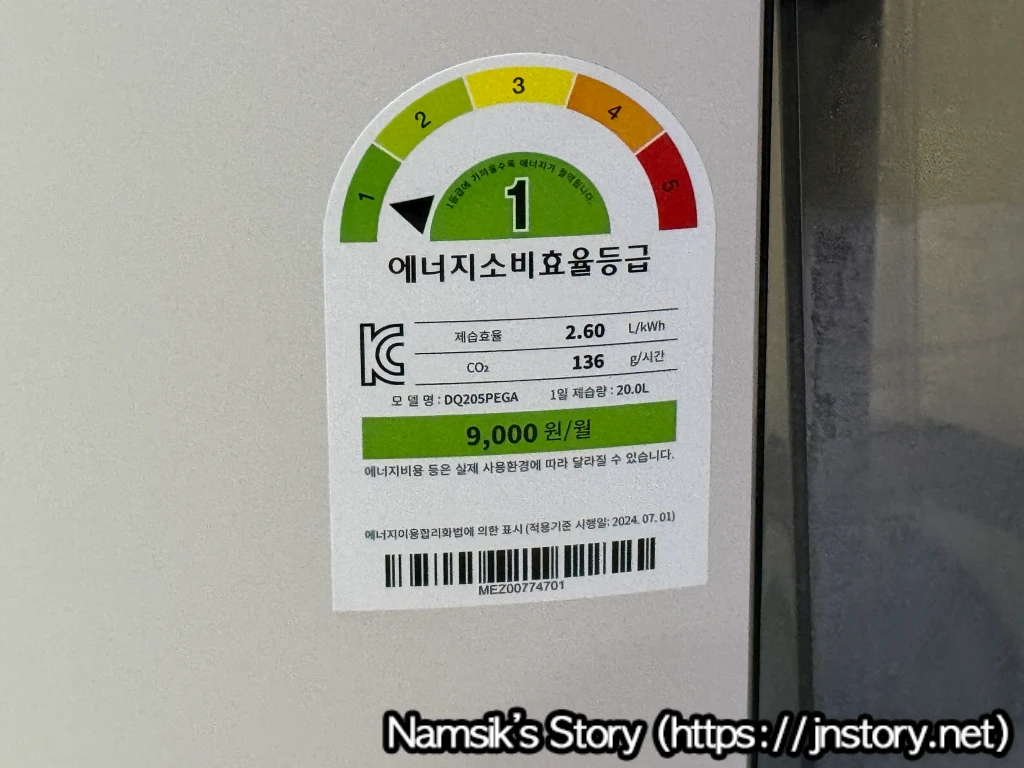 3
2
4
1
5
1등급에 가까울수록 에너지가 절약됩니다.
1
에너지소비효율등급
제습효율 2.60 L/kWh
CO₂ 136 g/시간
모 델 명 : DQ205PEGA 1일 제습량 : 20.0L
9,000 원/월
에너지비용 등은 실제 사용환경에 따라 달라질 수 있습니다.
에너지이용합리화법에 의한 표시 (적용기준 시행일: 2024. 07. 01)
MEZ00774701
Namsik's Story (https://jnstory.net)